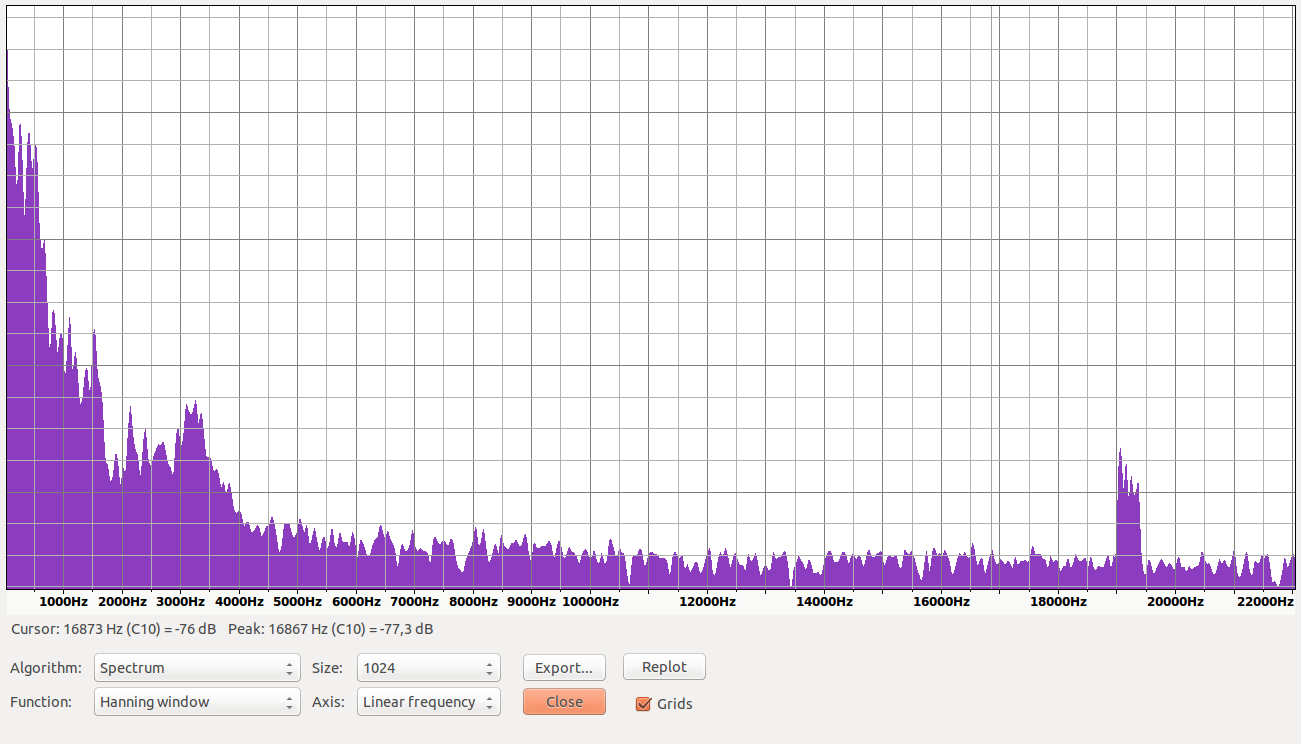 1000Hz 2000Hz 3000Hz 4000Hz 5000Hz 6000Hz 7000Hz 8000Hz 9000Hz 10000Hz 12000Hz 14000Hz 16000Hz 18000Hz 20000Hz 22000Hz
Cursor: 16873 Hz (C10) = -76 dB Peak: 16867 Hz (C10) = -77,3 dB
Algorithm: Spectrum Size: 1024 Export... Replot
Function: Hanning window Axis: Linear frequency Close Grids